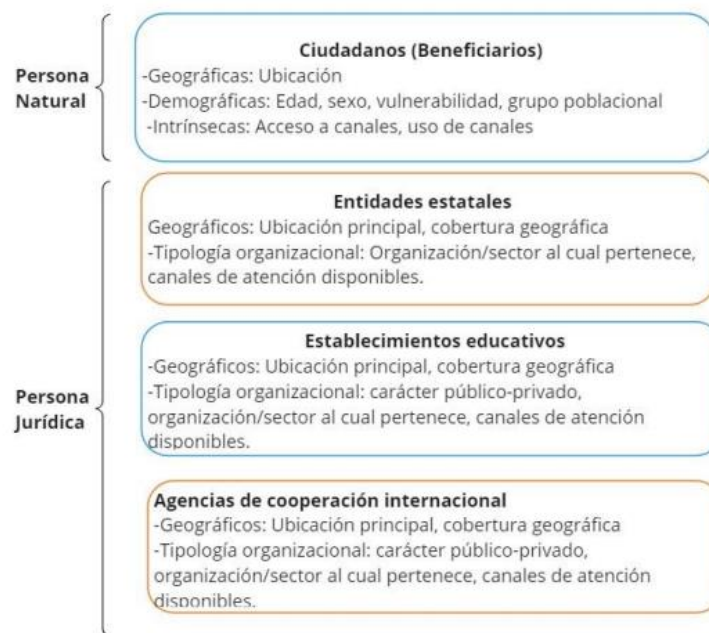 Persona
Natural
Ciudadanos (Beneficiarios)
-Geográficas: Ubicación
-Demográficas: Edad, sexo, vulnerabilidad, grupo poblacional
-Intrínsecas: Acceso a canales, uso de canales
Persona
Jurídica
Entidades estatales
Geográficos: Ubicación principal, cobertura geográfica
-Tipología organizacional: Organización/sector al cual pertenece,
canales de atención disponibles.
Establecimientos educativos
-Geográficos: Ubicación principal, cobertura geográfica
-Tipología organizacional: carácter público-privado,
organización/sector al cual pertenece, canales de atención
disponibles.
Agencias de cooperación internacional
-Geográficos: Ubicación principal, cobertura geográfica
-Tipología organizacional: carácter público-privado,
organización/sector al cual pertenece, canales de atención
disponibles.